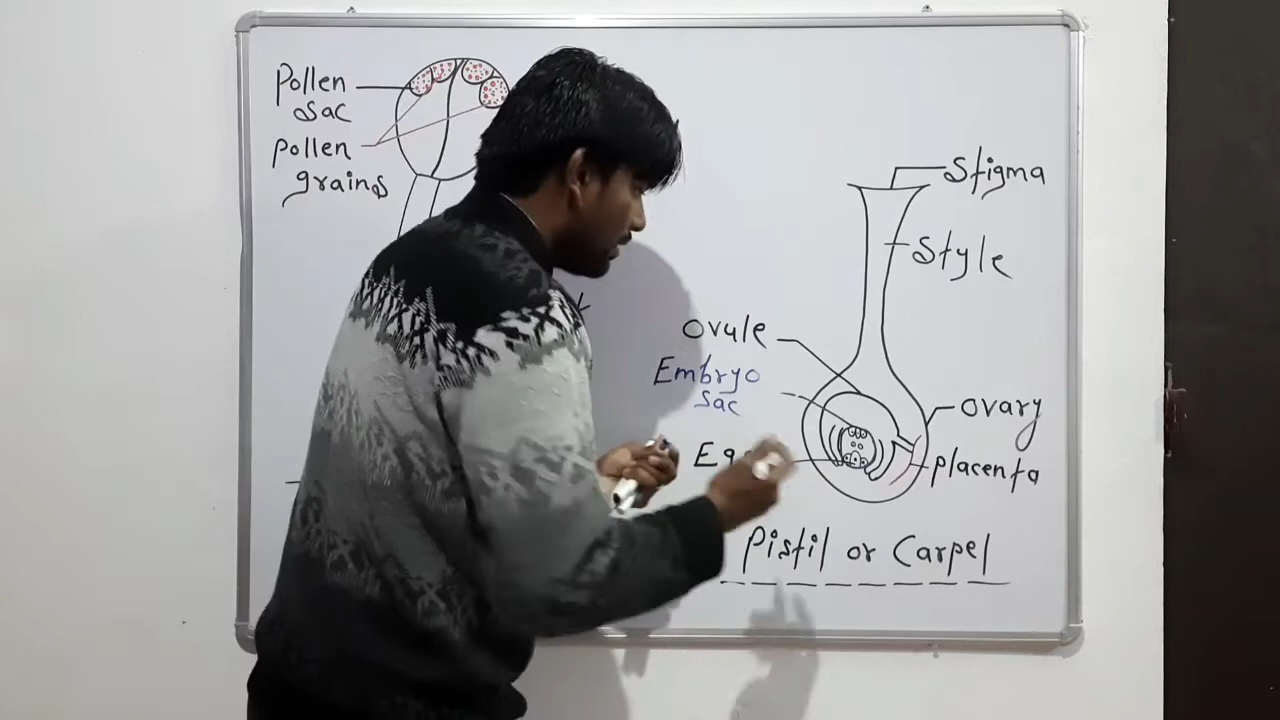 Pollen
Sac
Pollen
grains
Stigma
Style
Ovule
Embryo
Sac
Ovary
Placenta
Pistil or Carpel